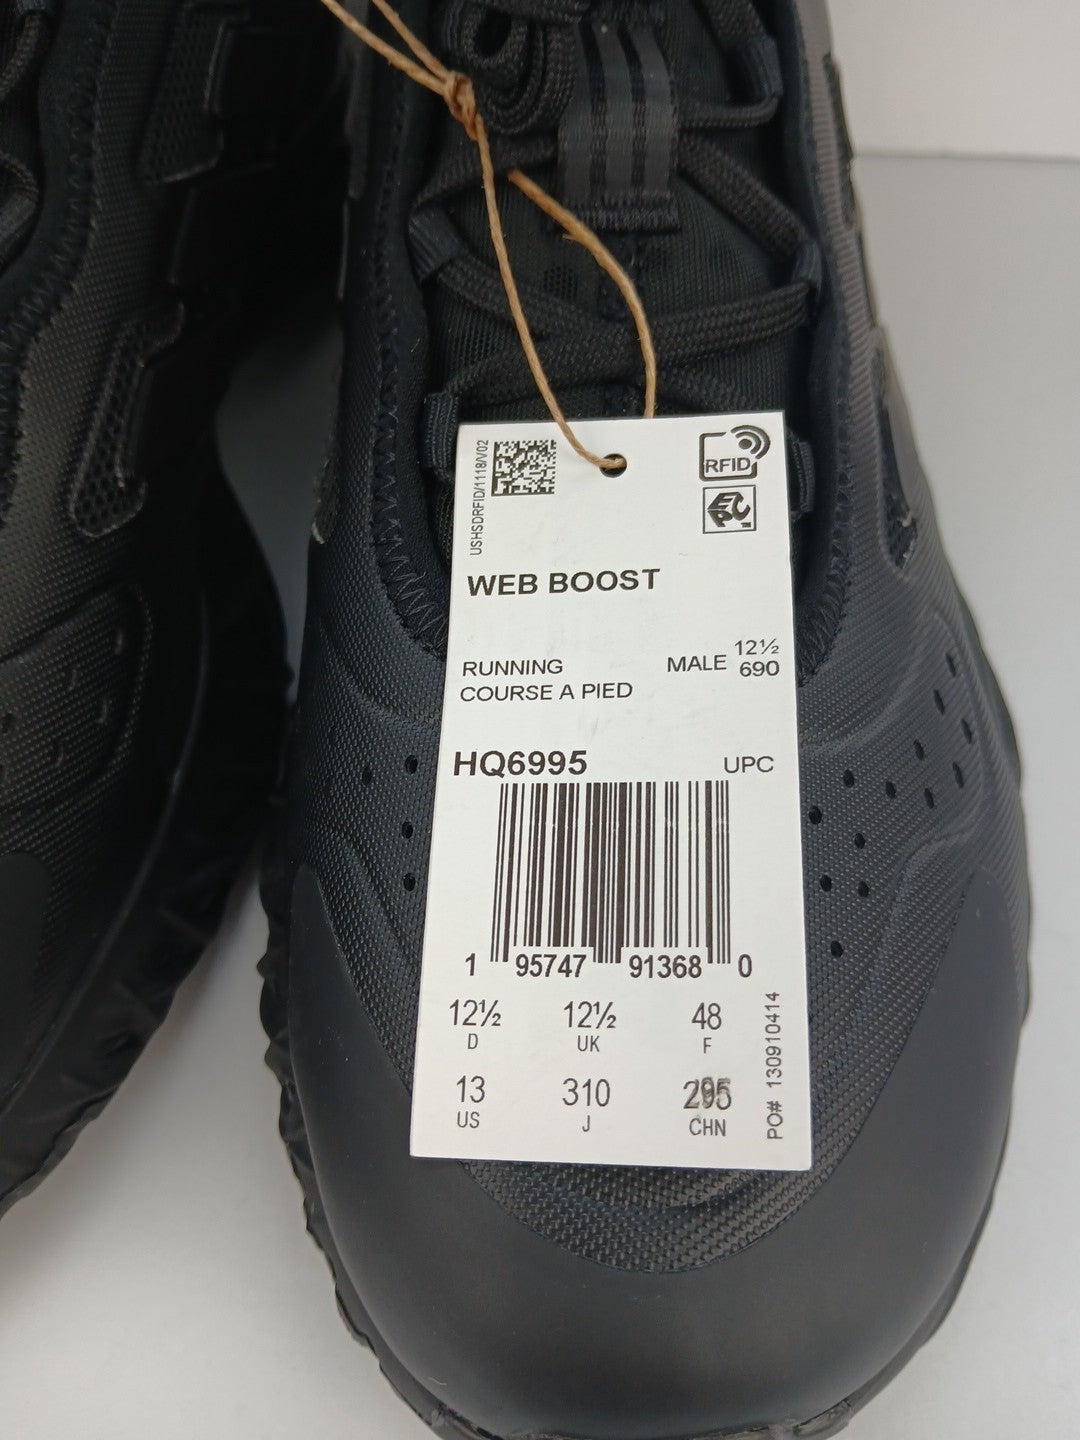 USHSDRFID/1118/V02
RFID
EPC™
WEB BOOST
RUNNING
COURSE A PIED
MALE 12½
690
HQ6995 UPC
1 95747 91368 0
12½ 12½ 48
D UK F
13 310 295
US J CHN
PO# 130910414